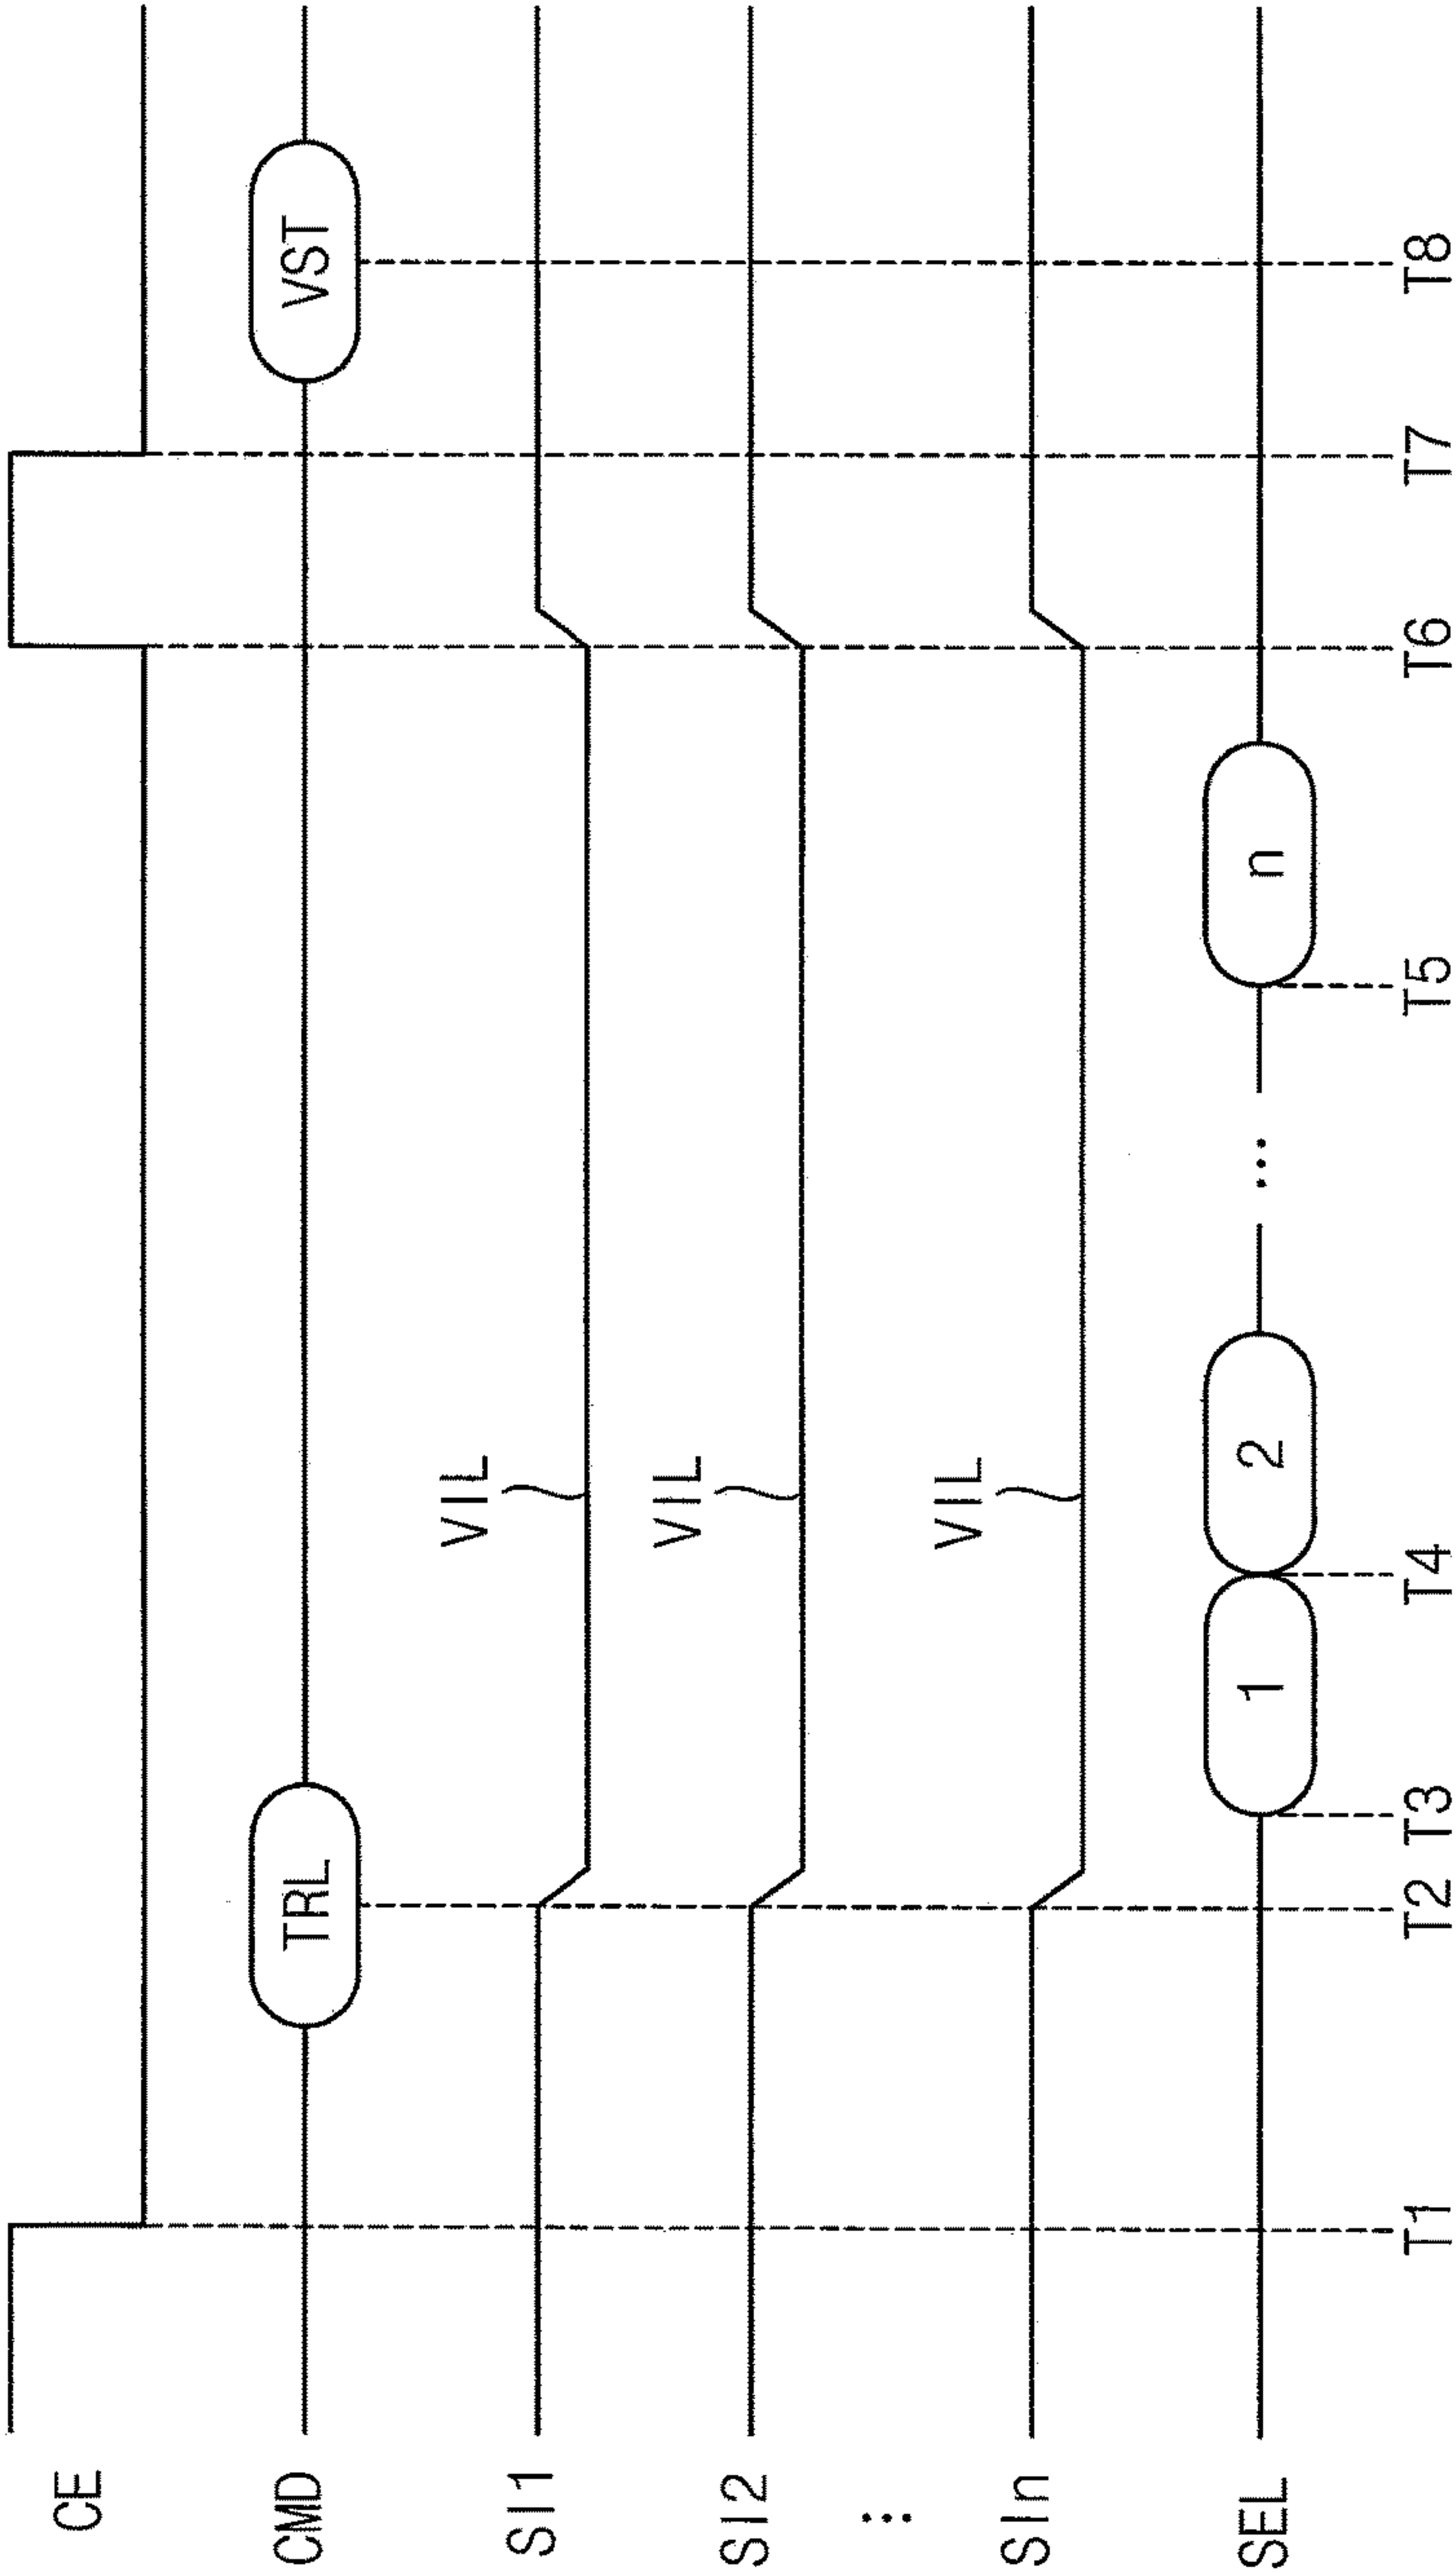 CE
CMD
TRL
VST
SI1
VIL
SI2
VIL
SIn
VIL
SEL
1
2
n
T1 T2 T3 T4 T5 T6 T7 T8